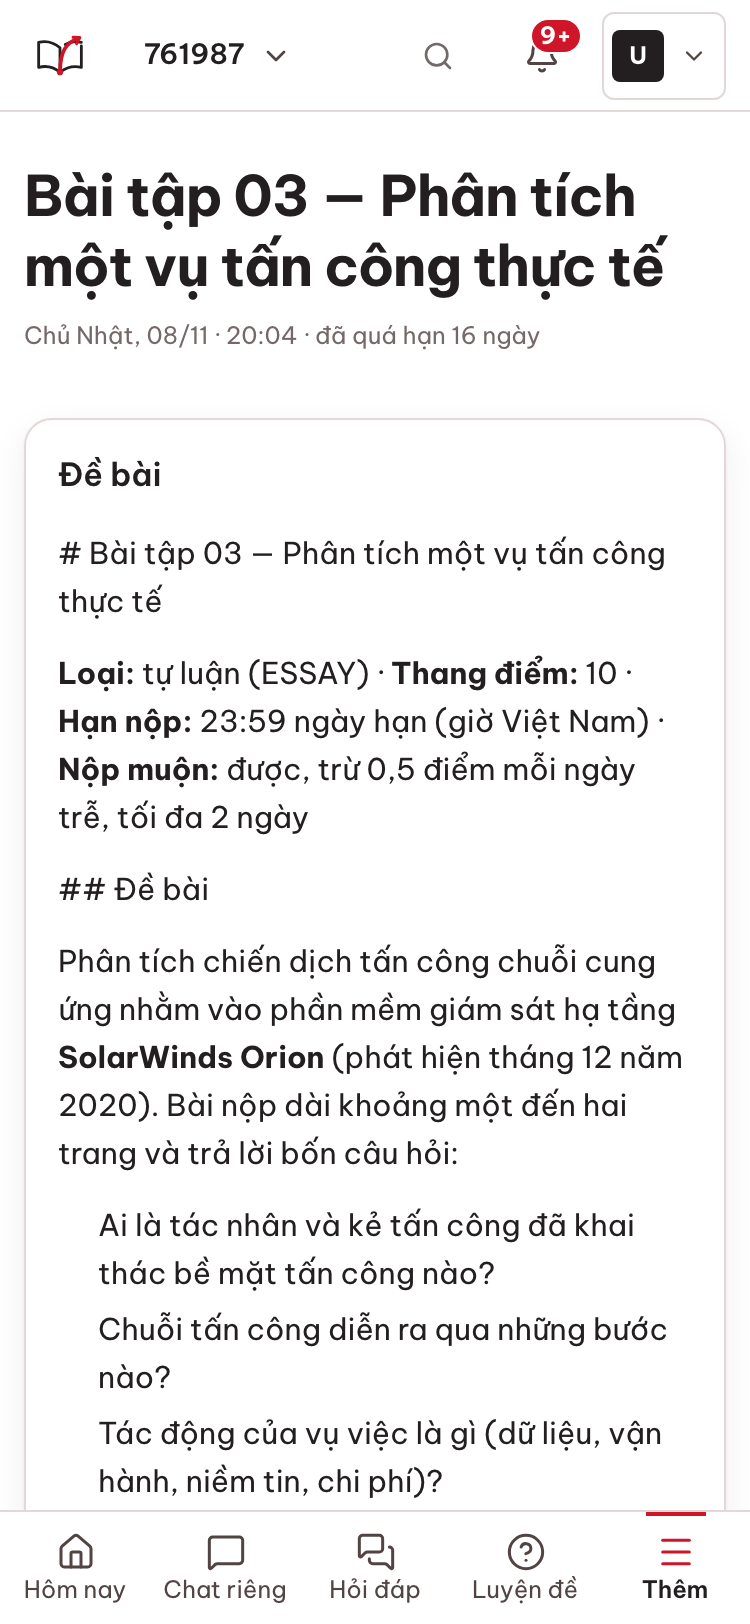 761987
9+
U
Bài tập 03 — Phân tích
một vụ tấn công thực tế
Chủ Nhật, 08/11 · 20:04 · đã quá hạn 16 ngày
Đề bài
# Bài tập 03 — Phân tích một vụ tấn công
thực tế
Loại: tự luận (ESSAY) · Thang điểm: 10 ·
Hạn nộp: 23:59 ngày hạn (giờ Việt Nam) ·
Nộp muộn: được, trừ 0,5 điểm mỗi ngày
trễ, tối đa 2 ngày
## Đề bài
Phân tích chiến dịch tấn công chuỗi cung
ứng nhằm vào phần mềm giám sát hạ tầng
SolarWinds Orion (phát hiện tháng 12 năm
2020). Bài nộp dài khoảng một đến hai
trang và trả lời bốn câu hỏi:
Ai là tác nhân và kẻ tấn công đã khai
thác bề mặt tấn công nào?
Chuỗi tấn công diễn ra qua những bước
nào?
Tác động của vụ việc là gì (dữ liệu, vận
hành, niềm tin, chi phí)?
Hôm nay
Chat riêng
Hỏi đáp
Luyện đề
Thêm